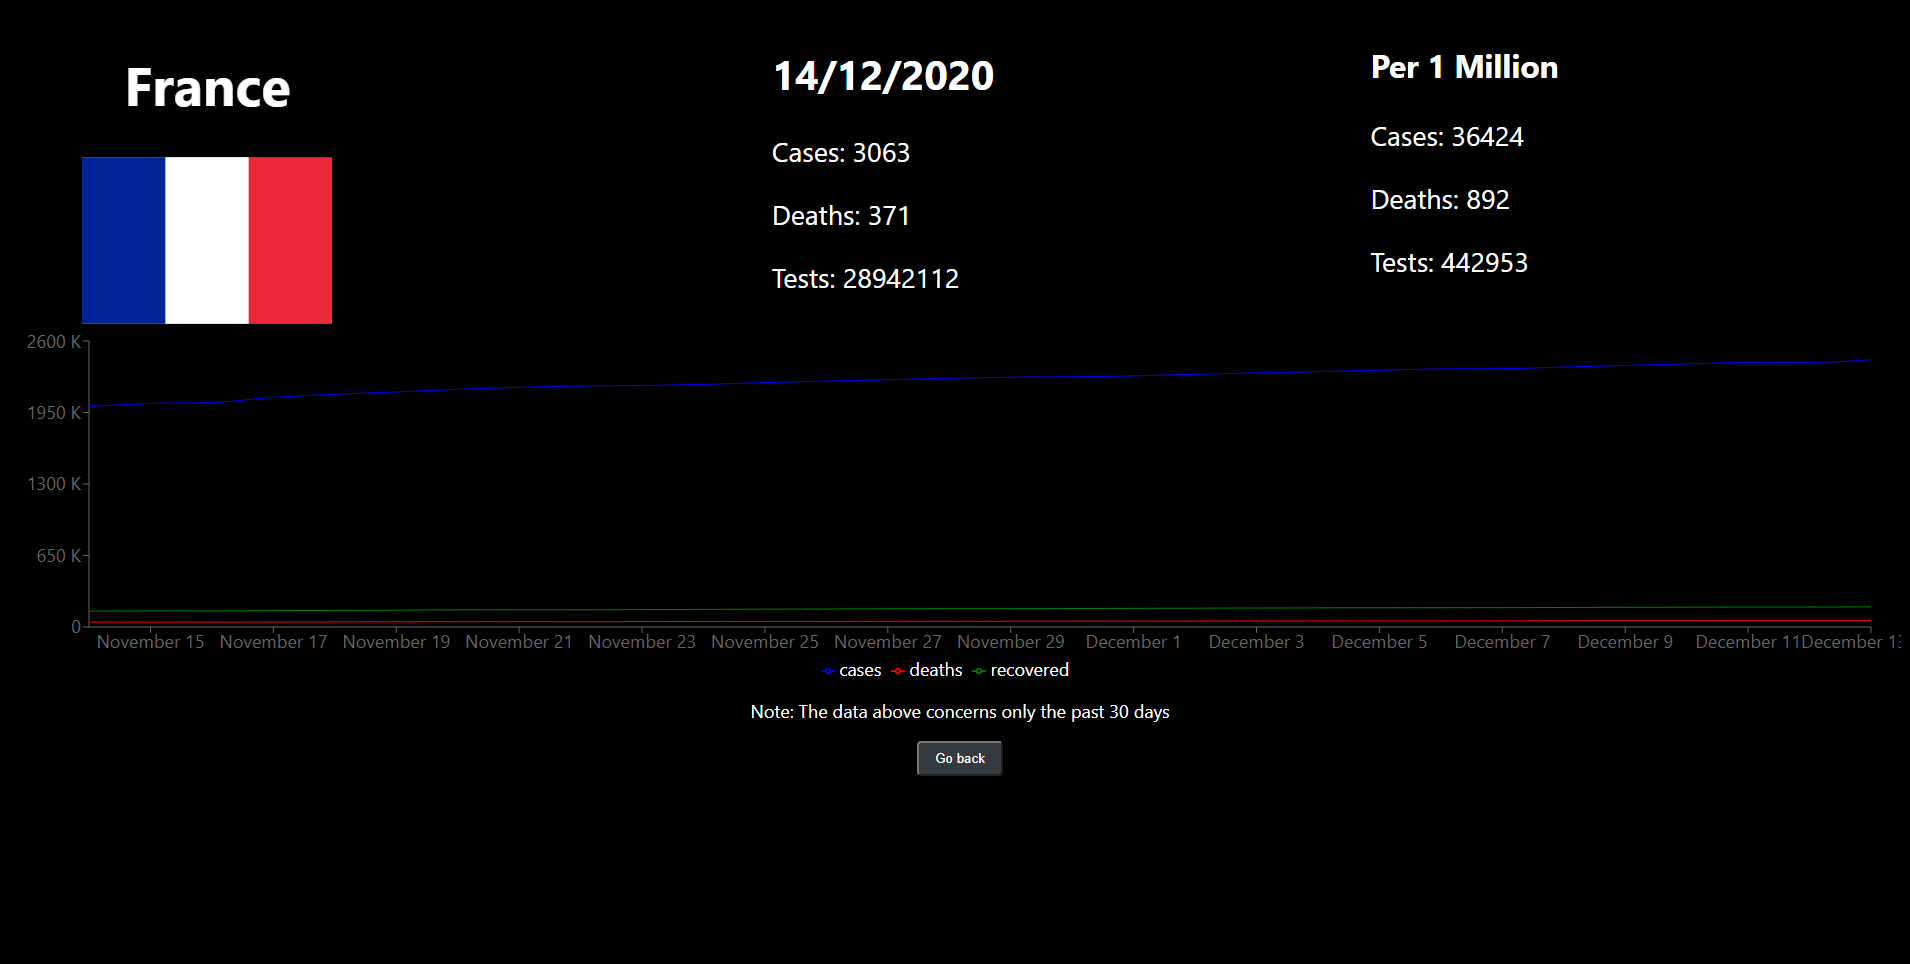 France
14/12/2020
Cases: 3063
Deaths: 371
Tests: 28942112
Per 1 Million
Cases: 36424
Deaths: 892
Tests: 442953
2600 K
1950 K
1300 K
650 K
0
November 15 November 17 November 19 November 21 November 23 November 25 November 27 November 29 December 1 December 3 December 5 December 7 December 9 December 11 December 13
cases deaths recovered
Note: The data above concerns only the past 30 days
Go back